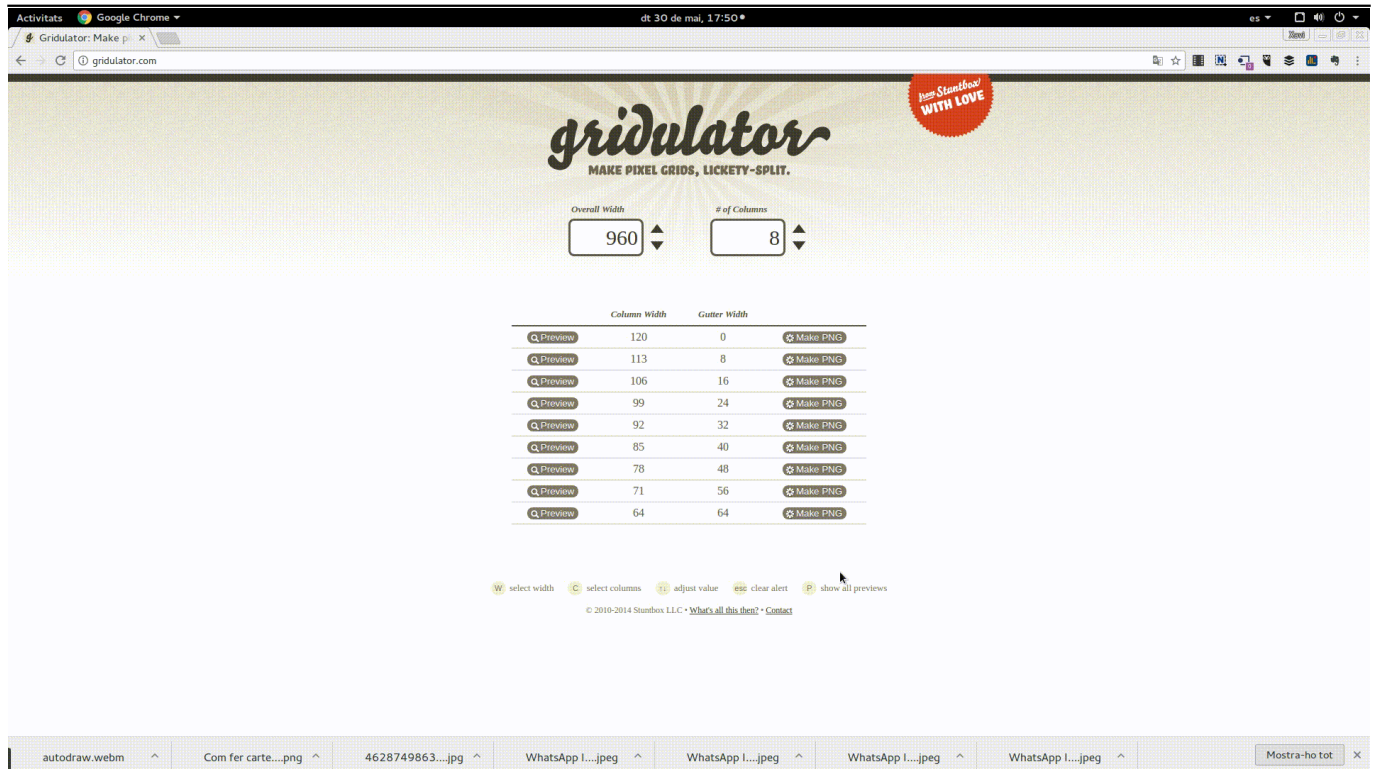 Activitats Google Chrome dt 30 de mai, 17:50 es
Gridulator: Make pi Xavi
gridulator.com
from Stuntbox
WITH LOVE
gridulator
MAKE PIXEL GRIDS, LICKETY-SPLIT.
Overall Width # of Columns
960 8
Column Width Gutter Width
Preview 120 0 Make PNG
Preview 113 8 Make PNG
Preview 106 16 Make PNG
Preview 99 24 Make PNG
Preview 92 32 Make PNG
Preview 85 40 Make PNG
Preview 78 48 Make PNG
Preview 71 56 Make PNG
Preview 64 64 Make PNG
W select width C select columns ↑↓ adjust value esc clear alert P show all previews
© 2010-2014 Stuntbox LLC • What's all this then? • Contact
autodraw.webm Com fer carte....png 4628749863....jpg WhatsApp I....jpeg WhatsApp I....jpeg WhatsApp I....jpeg WhatsApp I....jpeg Mostra-ho tot